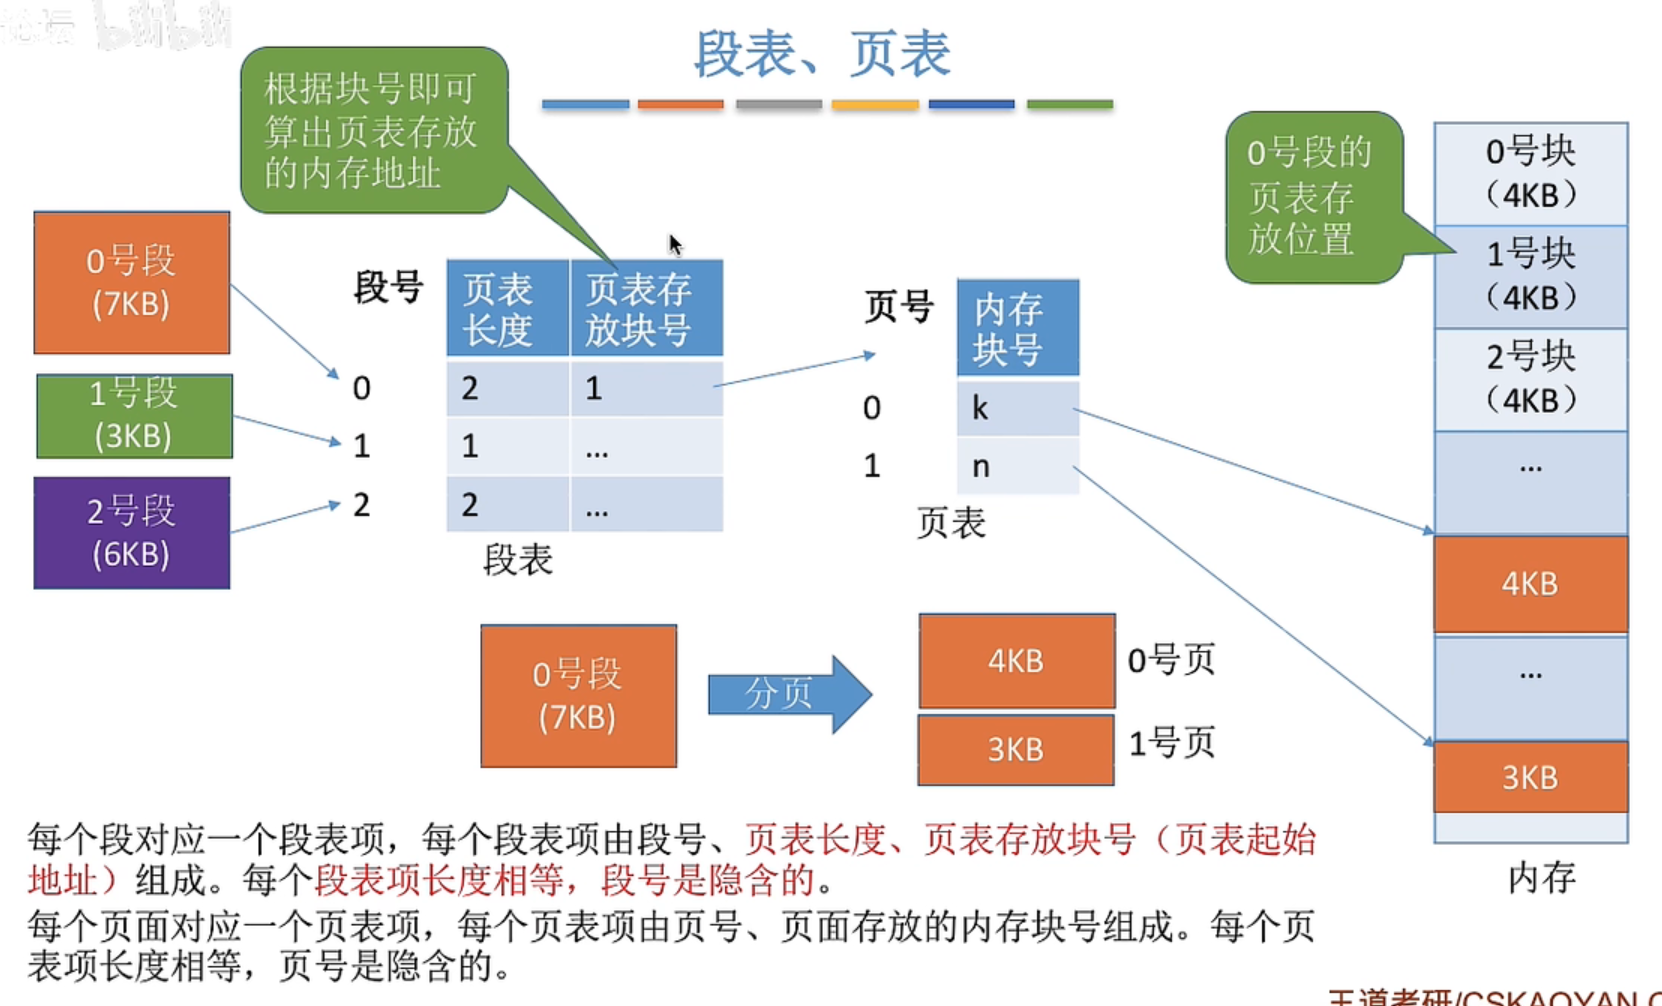 bilibili
段表、页表
根据块号即可
算出页表存放
的内存地址
0号段的
页表存
放位置
0号块
（4KB）
1号块
（4KB）
2号块
（4KB）
...
4KB
...
3KB
内存
0号段
(7KB)
1号段
(3KB)
2号段
(6KB)
段号
页表
长度
页表存
放块号
0
2
1
1
1
...
2
2
...
段表
页号
内存
块号
0
k
1
n
页表
0号段
(7KB)
分页
4KB
0号页
3KB
1号页
每个段对应一个段表项，每个段表项由段号、页表长度、页表存放块号（页表起始
地址）组成。每个段表项长度相等，段号是隐含的。
每个页面对应一个页表项，每个页表项由页号、页面存放的内存块号组成。每个页
表项长度相等，页号是隐含的。
王道考研/CSKAOYAN.C